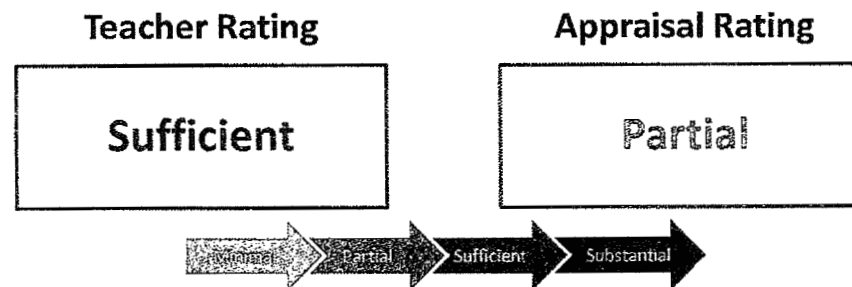 Teacher Rating
Appraisal Rating
Sufficient
Partial
Minimal
Partial
Sufficient
Substantial